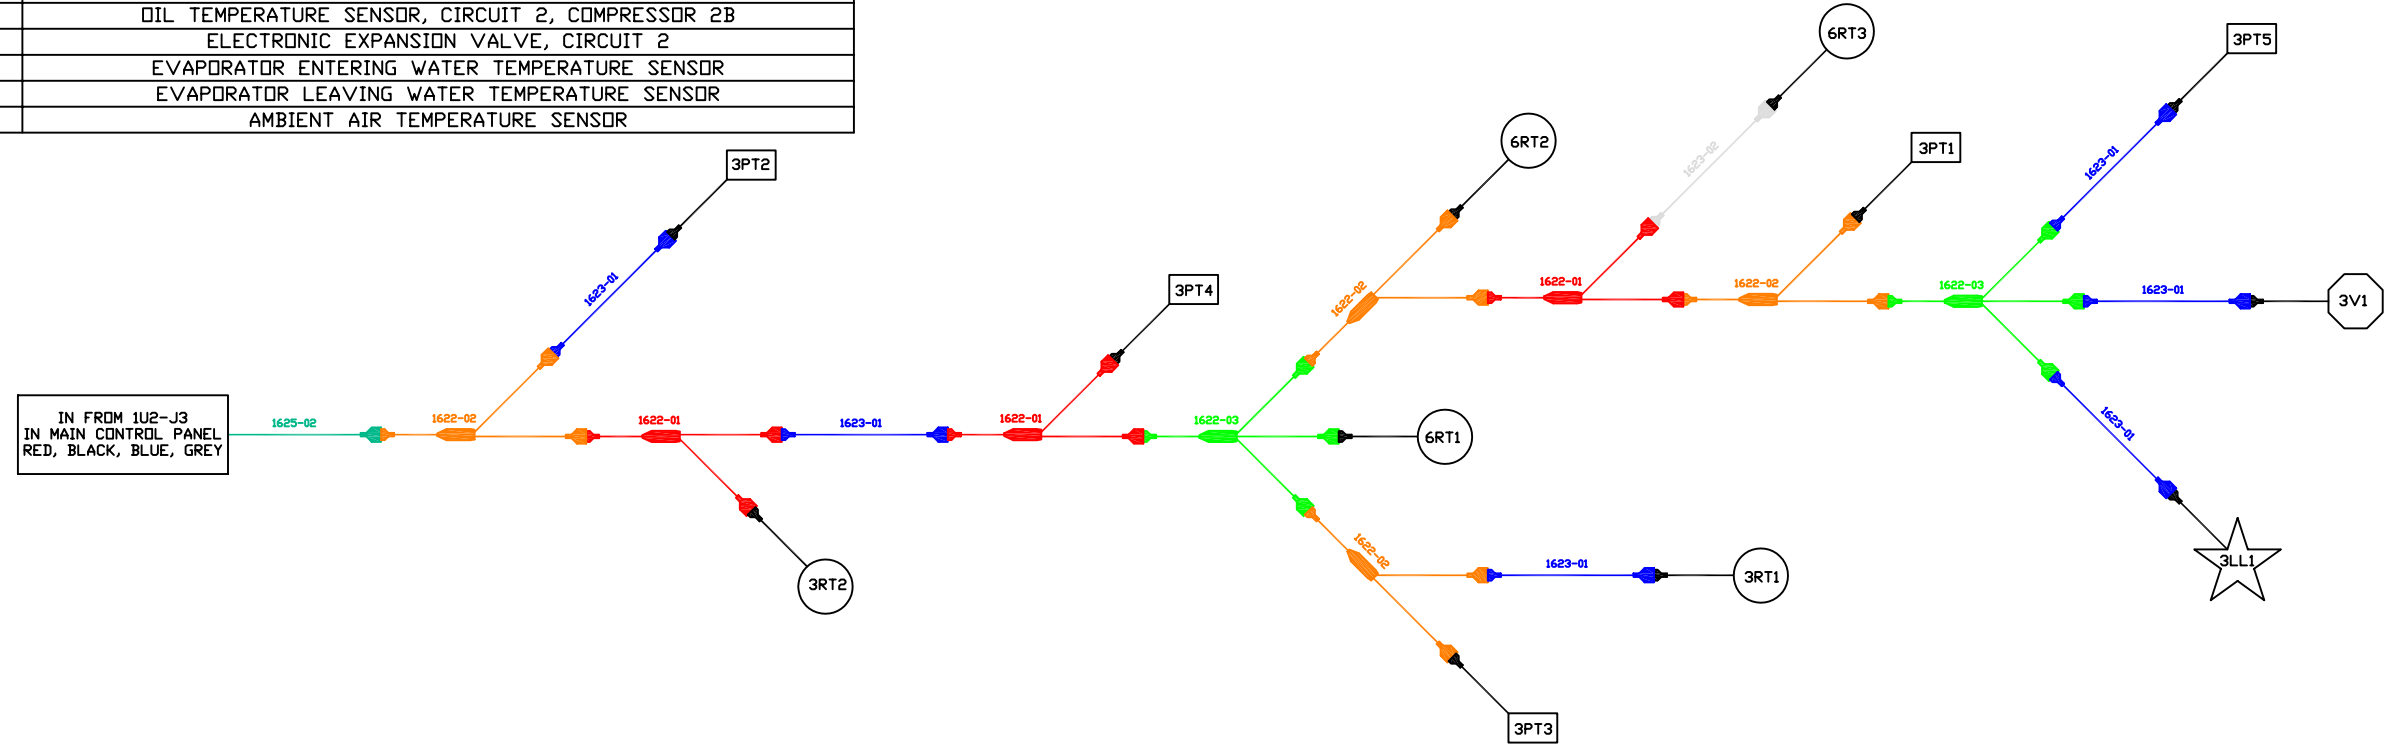 OIL TEMPERATURE SENSOR, CIRCUIT 2, COMPRESSOR 2B
ELECTRONIC EXPANSION VALVE, CIRCUIT 2
EVAPORATOR ENTERING WATER TEMPERATURE SENSOR
EVAPORATOR LEAVING WATER TEMPERATURE SENSOR
AMBIENT AIR TEMPERATURE SENSOR
6RT3
3PT5
6RT2
3PT1
1623-02
1623-01
3PT2
1623-01
3PT4
1622-02
1622-01
1622-02
1622-03
1623-01
3V1
IN FROM 1U2-J3
IN MAIN CONTROL PANEL
RED, BLACK, BLUE, GREY
1625-02
1622-02
1622-01
1623-01
1622-01
1622-03
6RT1
1623-01
1622-02
1623-01
3RT2
3RT1
3LL1
3PT3